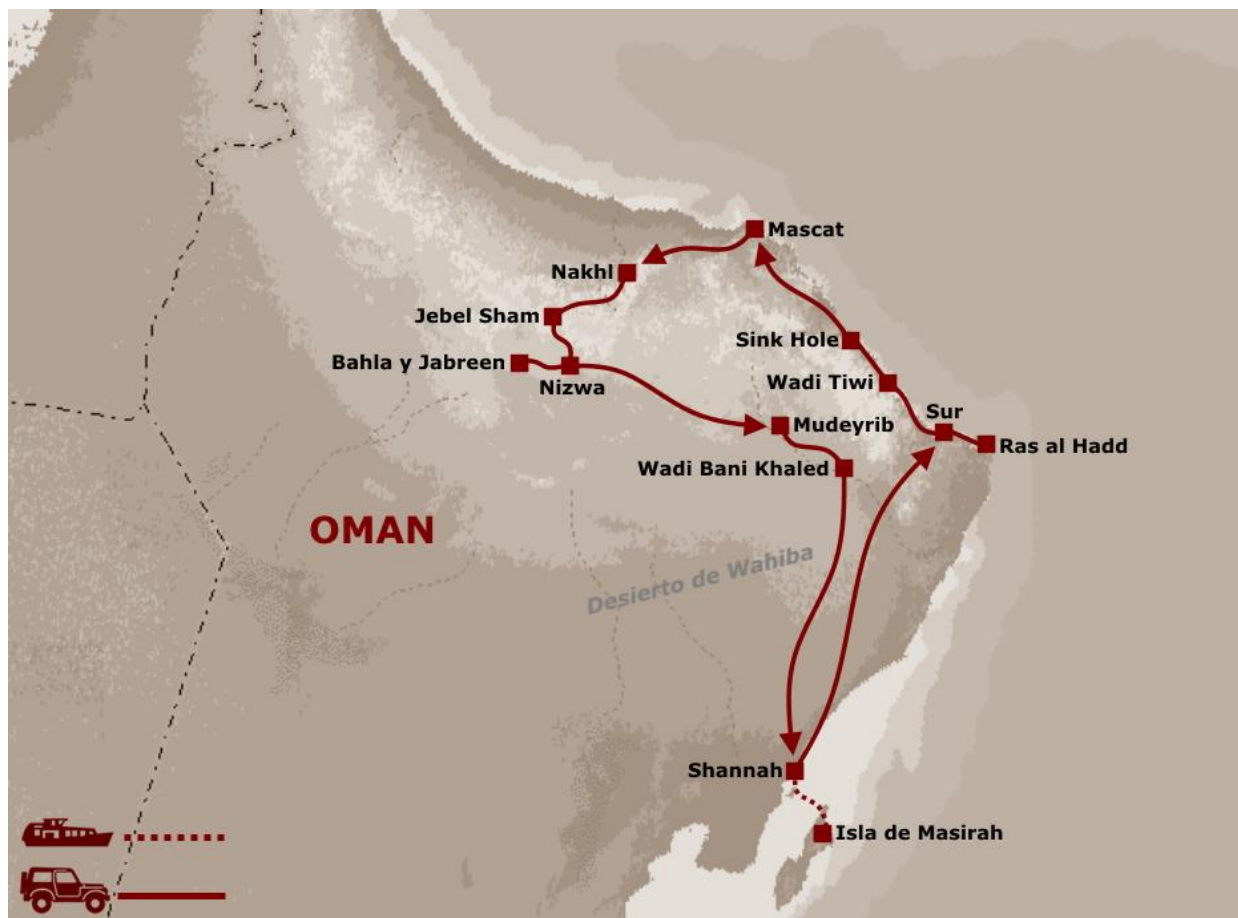 Mascat
Nakhl
Jebel Sham
Sink Hole
Bahla y Jabreen
Nizwa
Wadi Tiwi
Sur
Mudeyrib
Ras al Hadd
Wadi Bani Khaled
OMAN
Desierto de Wahiba
Shannah
Isla de Masirah